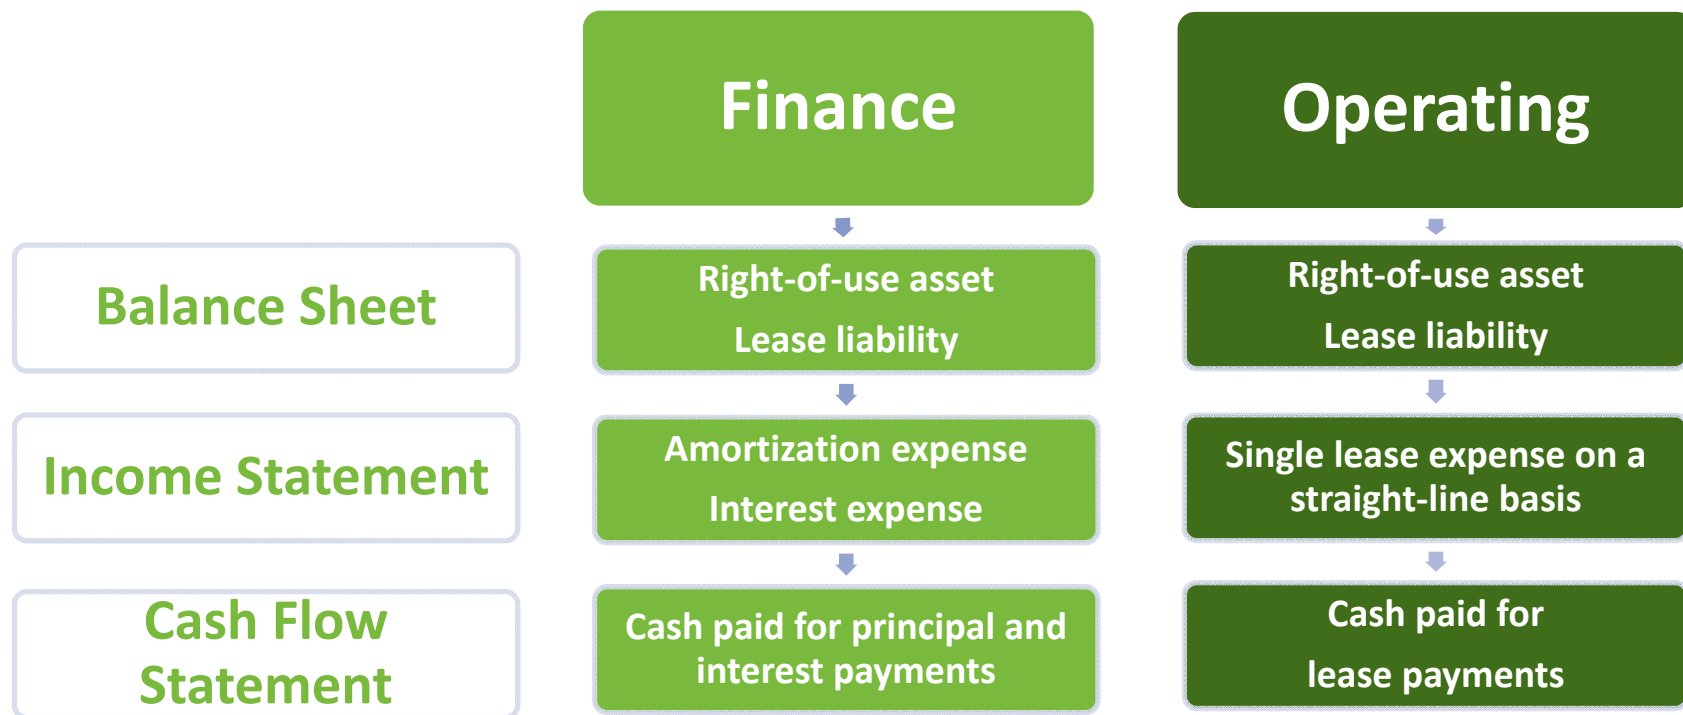 Finance
Operating
Balance Sheet
Right-of-use asset
Lease liability
Right-of-use asset
Lease liability
Income Statement
Amortization expense
Interest expense
Single lease expense on a
straight-line basis
Cash Flow
Statement
Cash paid for principal and
interest payments
Cash paid for
lease payments